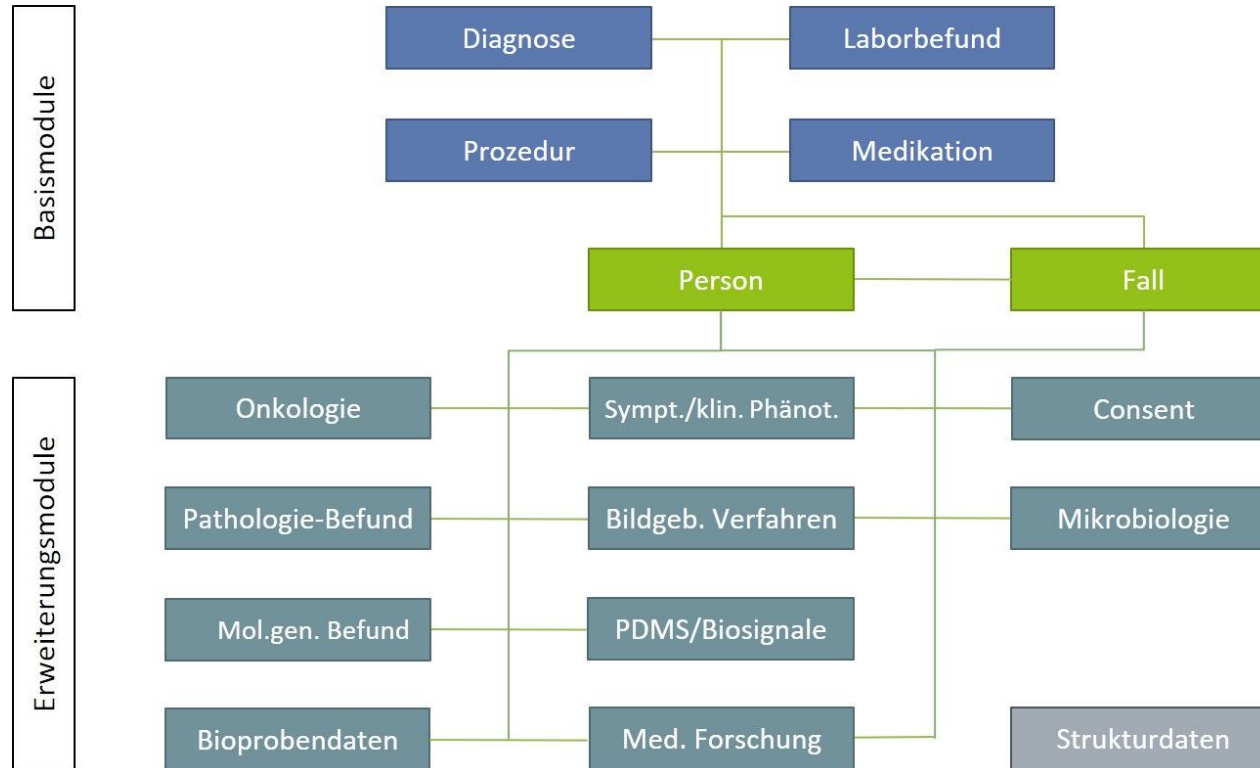 Basismodule
Diagnose
Laborbefund
Prozedur
Medikation
Person
Fall
Erweiterungsmodule
Onkologie
Sympt./klin. Phänot.
Consent
Pathologie-Befund
Bildgeb. Verfahren
Mikrobiologie
Mol.gen. Befund
PDMS/Biosignale
Bioprobendaten
Med. Forschung
Strukturdaten